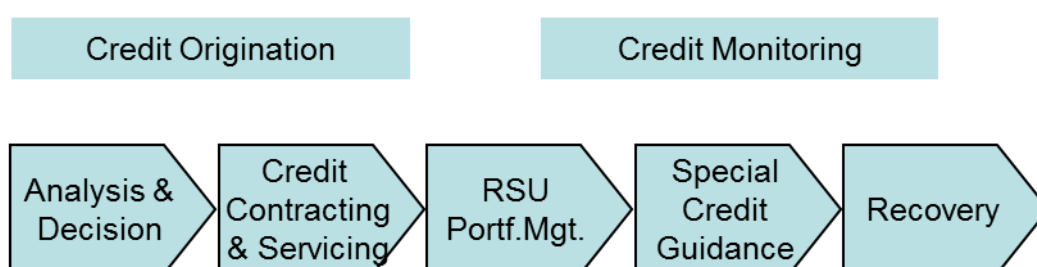 Credit Origination
Credit Monitoring
Analysis &
Decision
Credit
Contracting
& Servicing
RSU
Portf.Mgt.
Special
Credit
Guidance
Recovery